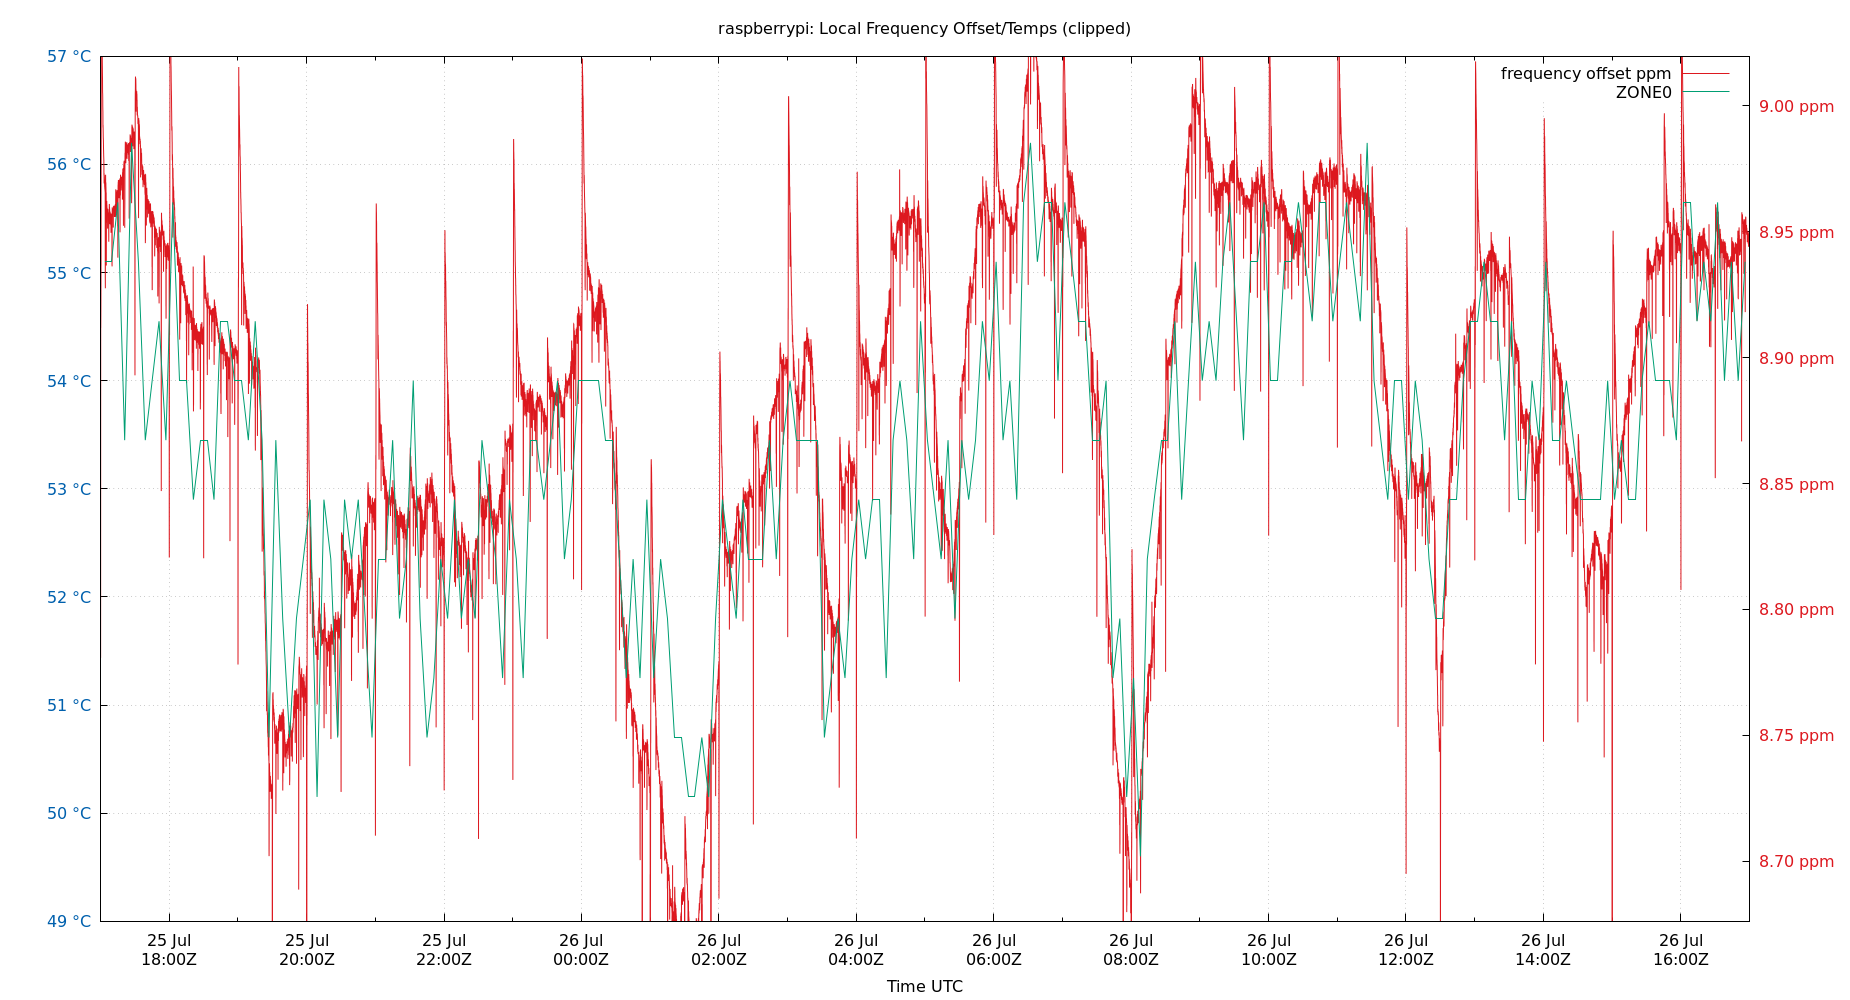 raspberrypi: Local Frequency Offset/Temps (clipped)
57 °C
56 °C
55 °C
54 °C
53 °C
52 °C
51 °C
50 °C
49 °C
frequency offset ppm
ZONE0
9.00 ppm
8.95 ppm
8.90 ppm
8.85 ppm
8.80 ppm
8.75 ppm
8.70 ppm
25 Jul 25 Jul 25 Jul 26 Jul 26 Jul 26 Jul 26 Jul 26 Jul 26 Jul 26 Jul 26 Jul 26 Jul
18:00Z 20:00Z 22:00Z 00:00Z 02:00Z 04:00Z 06:00Z 08:00Z 10:00Z 12:00Z 14:00Z 16:00Z
Time UTC